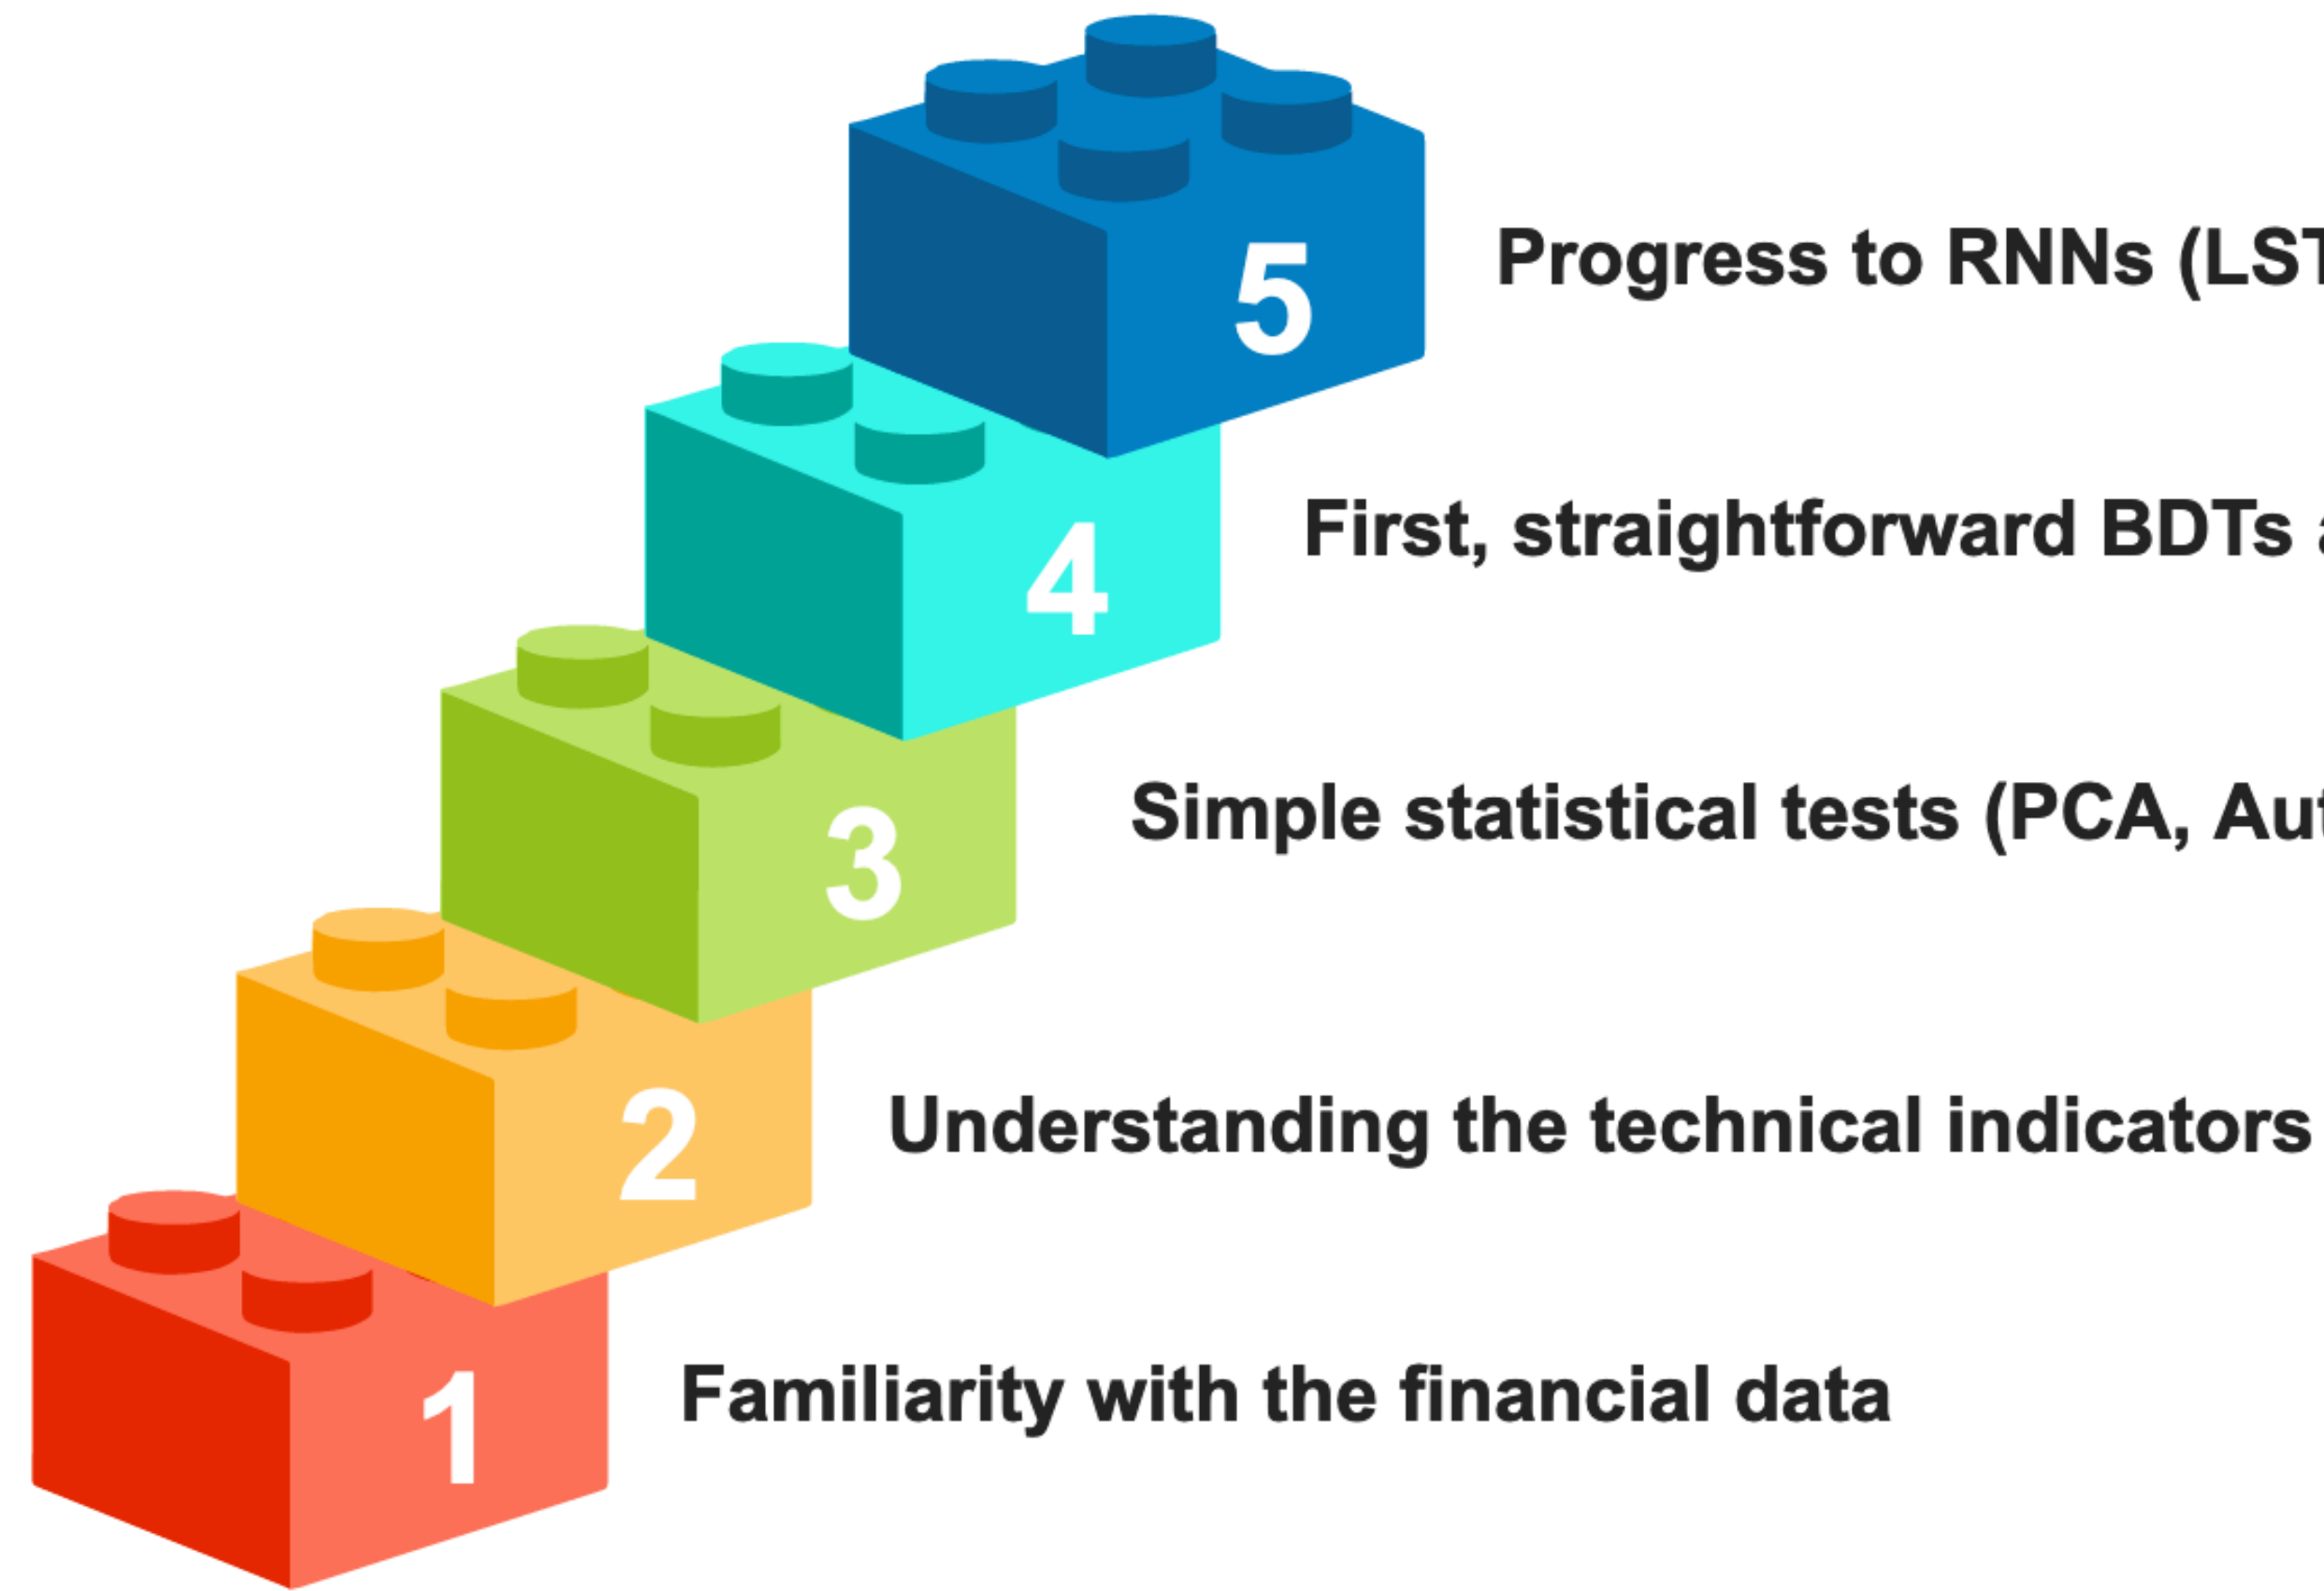 5
Progress to RNNs (LST
4
First, straightforward BDTs
3
Simple statistical tests (PCA, Aut
2
Understanding the technical indicators
1
Familiarity with the financial data